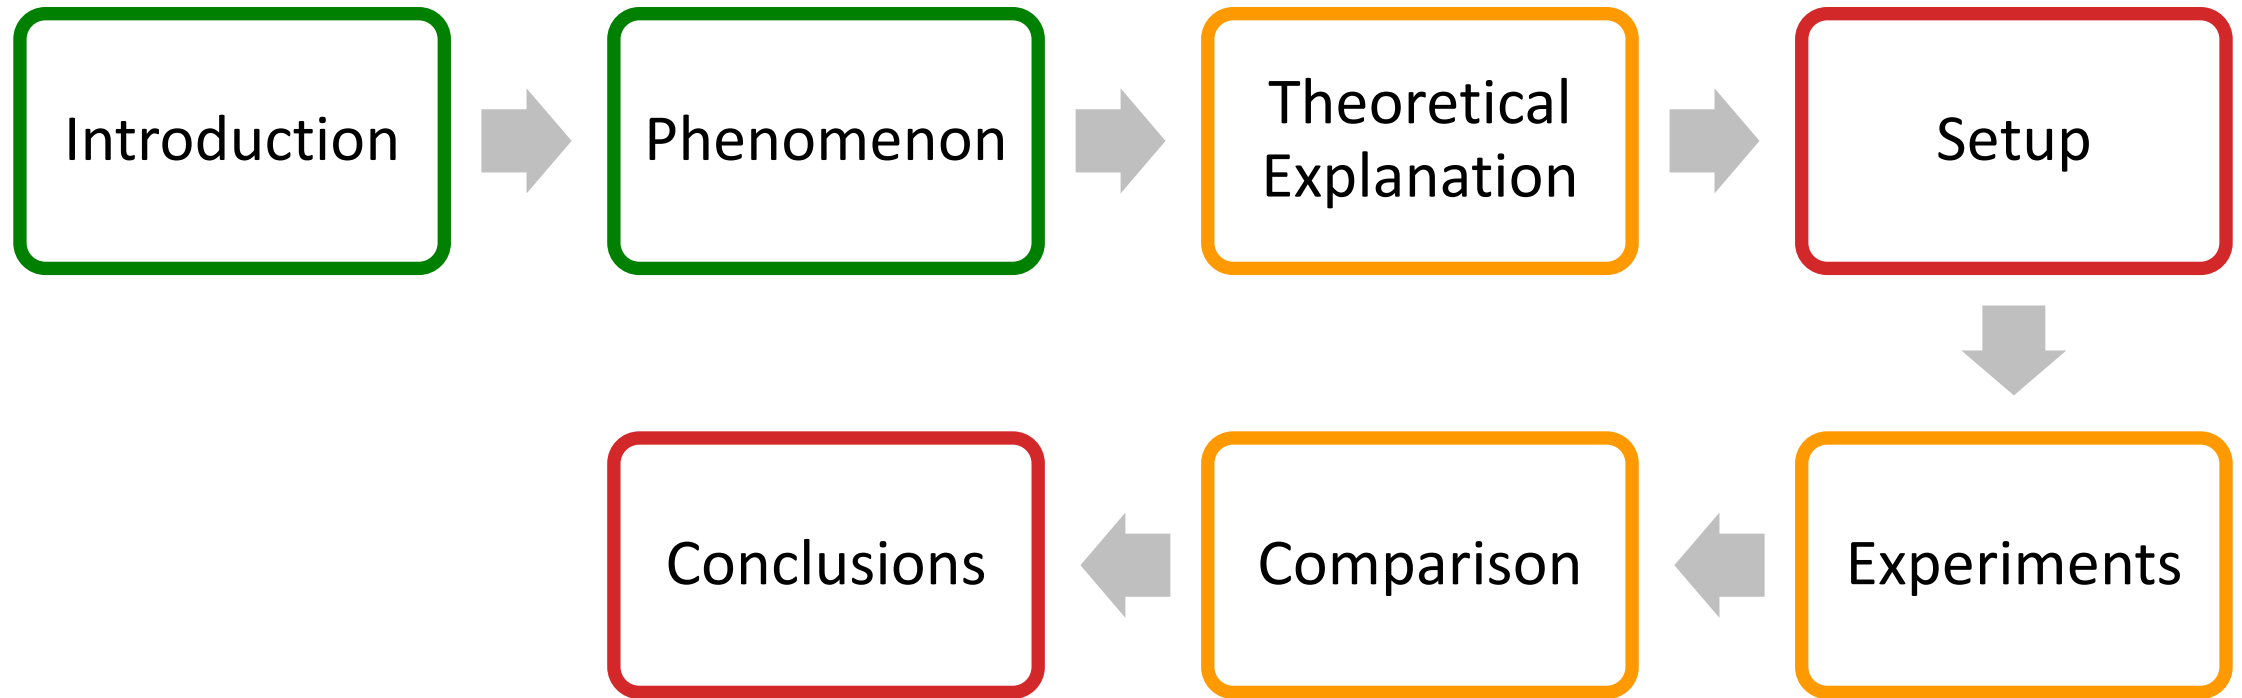 Introduction
Phenomenon
Theoretical
Explanation
Setup
Experiments
Comparison
Conclusions